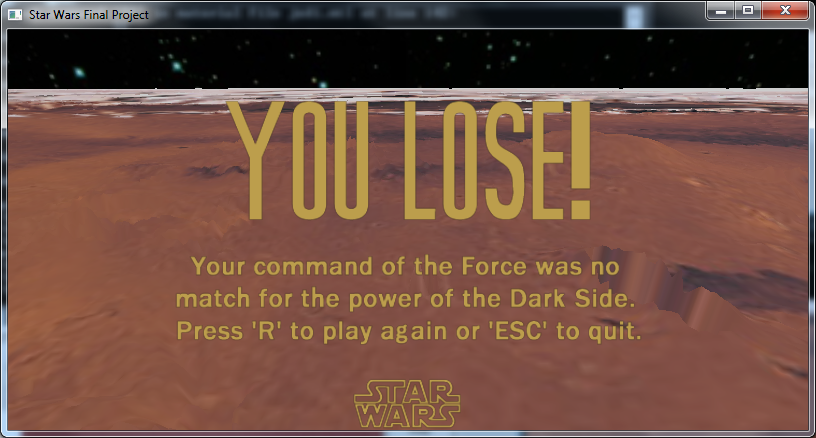 Star Wars Final Project
YOU LOSE!
Your command of the Force was no
match for the power of the Dark Side.
Press 'R' to play again or 'ESC' to quit.
STAR
WARS